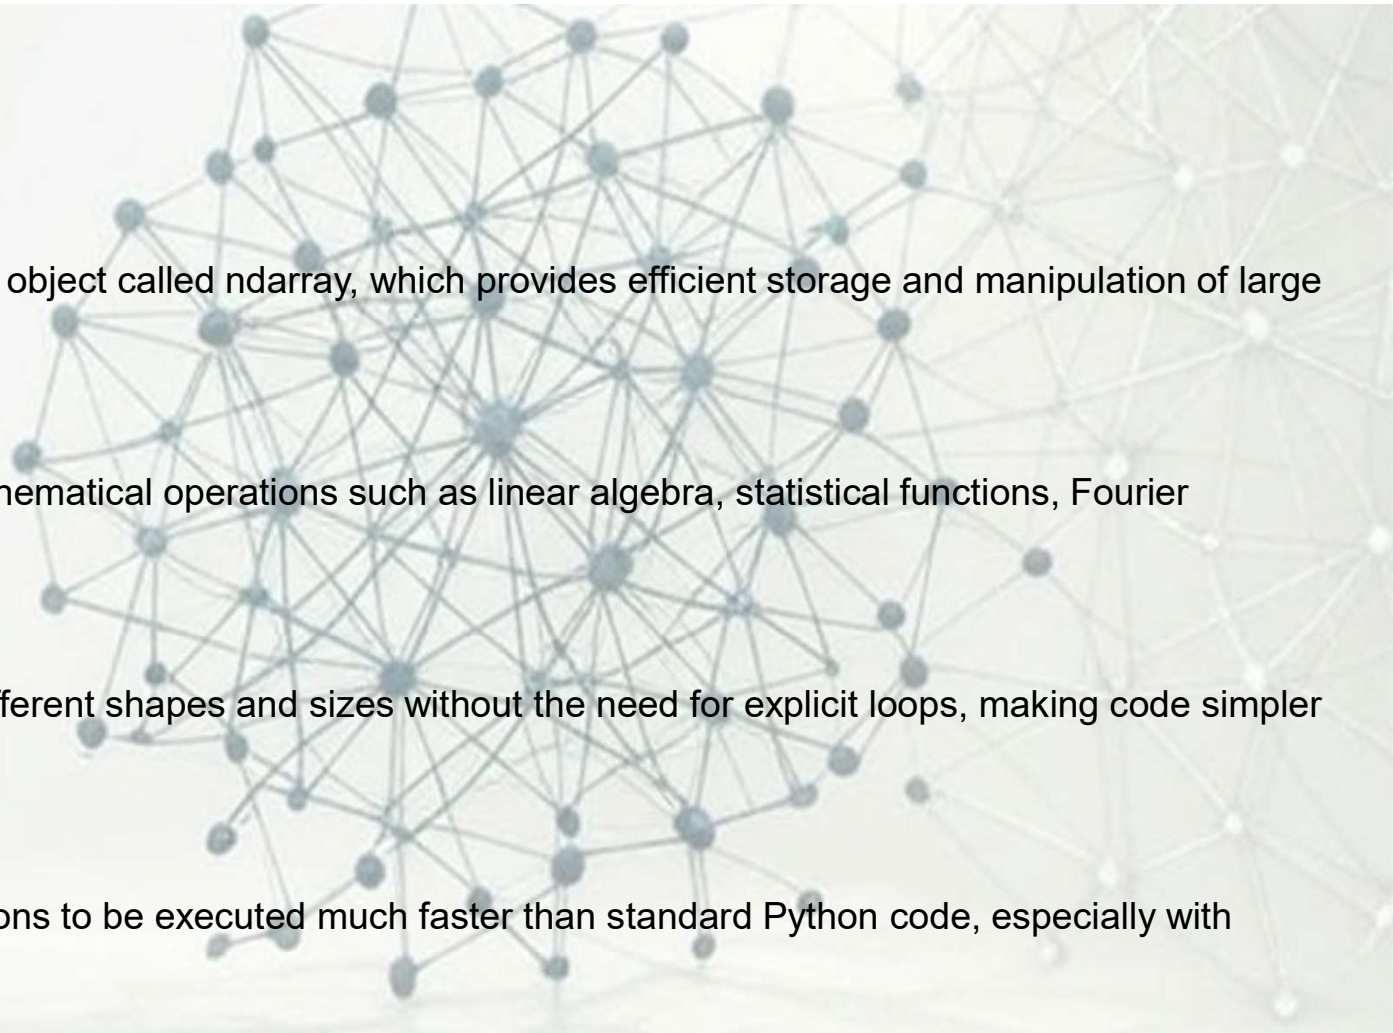 object called ndarray, which provides efficient storage and manipulation of large
hematical operations such as linear algebra, statistical functions, Fourier
fferent shapes and sizes without the need for explicit loops, making code simpler
ons to be executed much faster than standard Python code, especially with